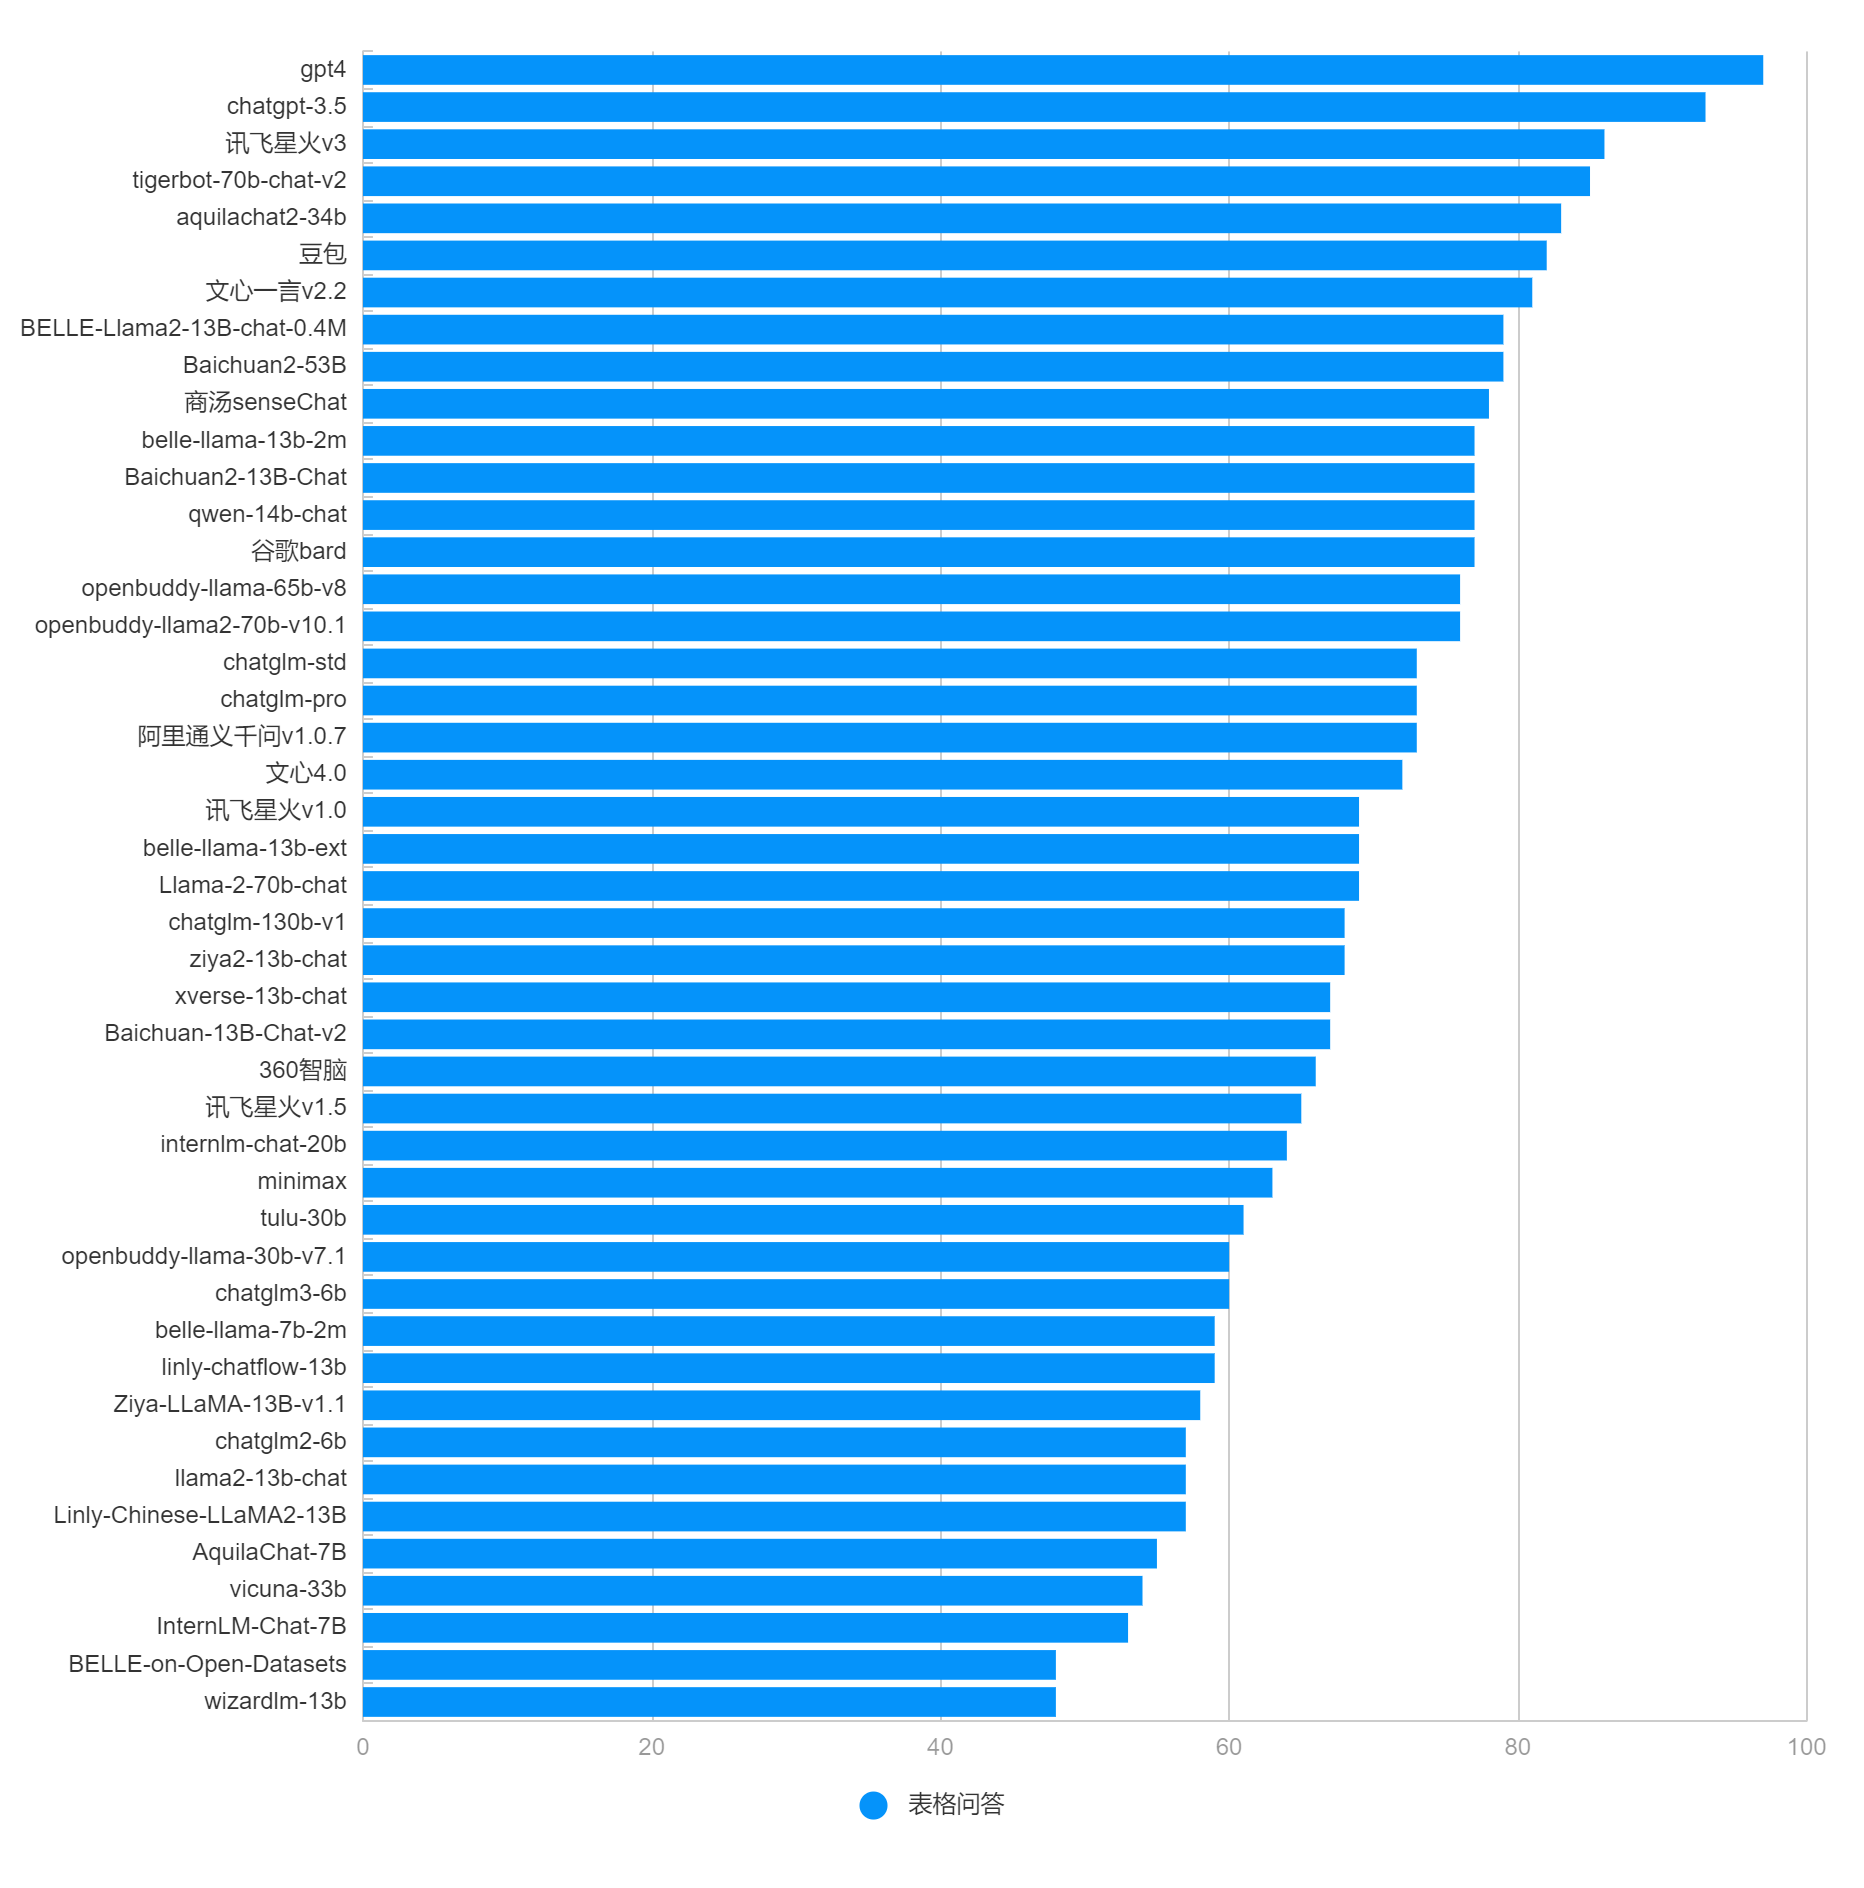 gpt4
chatgpt-3.5
讯飞星火v3
tigerbot-70b-chat-v2
aquilachat2-34b
豆包
文心一言v2.2
BELLE-Llama2-13B-chat-0.4M
Baichuan2-53B
商汤senseChat
belle-llama-13b-2m
Baichuan2-13B-Chat
qwen-14b-chat
谷歌bard
openbuddy-llama-65b-v8
openbuddy-llama2-70b-v10.1
chatglm-std
chatglm-pro
阿里通义千问v1.0.7
文心4.0
讯飞星火v1.0
belle-llama-13b-ext
Llama-2-70b-chat
chatglm-130b-v1
ziya2-13b-chat
xverse-13b-chat
Baichuan-13B-Chat-v2
360智脑
讯飞星火v1.5
internlm-chat-20b
minimax
tulu-30b
openbuddy-llama-30b-v7.1
chatglm3-6b
belle-llama-7b-2m
linly-chatflow-13b
Ziya-LLaMA-13B-v1.1
chatglm2-6b
llama2-13b-chat
Linly-Chinese-LLaMA2-13B
AquilaChat-7B
vicuna-33b
InternLM-Chat-7B
BELLE-on-Open-Datasets
wizardlm-13b
0 20 40 60 80 100
表格问答